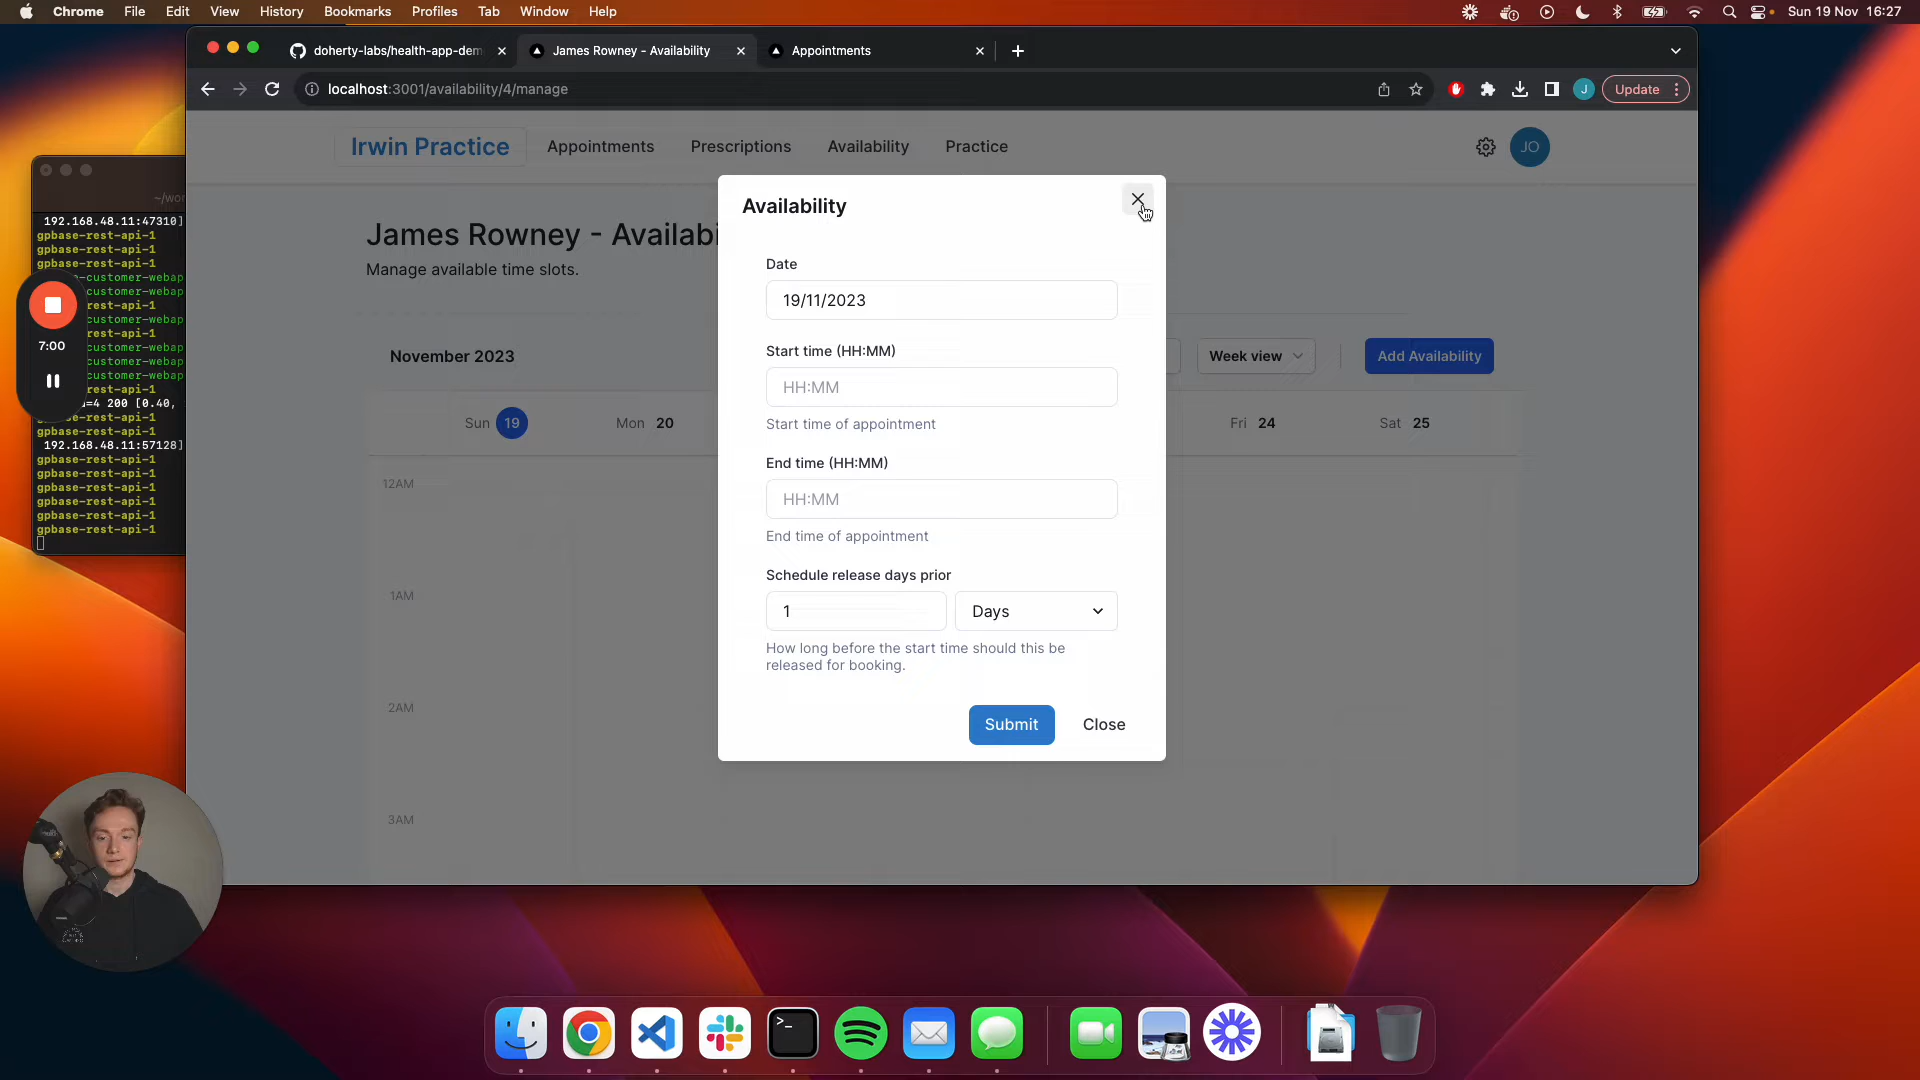 Chrome File Edit View History Bookmarks Profiles Tab Window Help Sun 19 Nov 16:27
doherty-labs/health-app-dem James Rowney - Availability Appointments
localhost:3001/availability/4/manage Update
J
Irwin Practice Appointments Prescriptions Availability Practice JO
James Rowney - Availabi
Manage available time slots.
November 2023 Week view Add Availability
Sun 19 Mon 20 Fri 24 Sat 25
12AM
1AM
2AM
3AM
Availability
Date
19/11/2023
Start time (HH:MM)
HH:MM
Start time of appointment
End time (HH:MM)
HH:MM
End time of appointment
Schedule release days prior
1 Days
How long before the start time should this be
released for booking.
Submit Close
~/wor
192.168.48.11:47310]
gpbase-rest-api-1
gpbase-rest-api-1
gpbase-rest-api-1
-customer-webap
customer-webap
rest-api-1
customer-webap
rest-api-1
customer-webap
customer-webap
customer-webap
rest-api-1
=4 200 [0.40,
rest-api-1
gpbase-rest-api-1
192.168.48.11:57128]
gpbase-rest-api-1
gpbase-rest-api-1
gpbase-rest-api-1
gpbase-rest-api-1
gpbase-rest-api-1
gpbase-rest-api-1
7:00